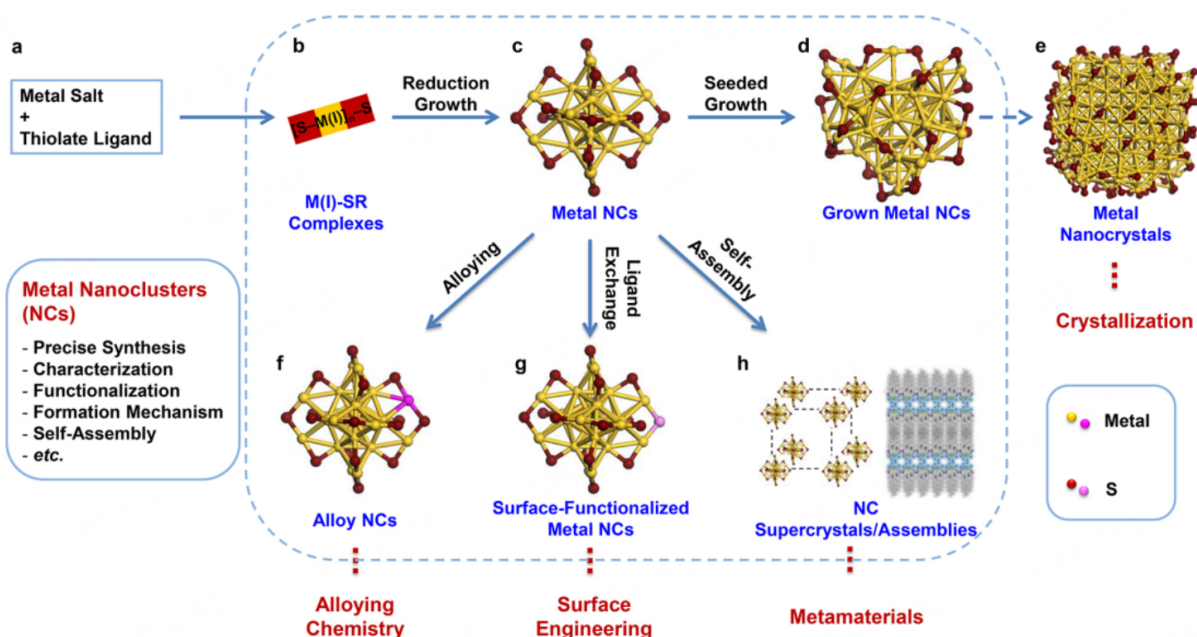 a
Metal Salt
+
Thiolate Ligand
b
[S–M(I)]n–S
M(I)-SR
Complexes
Reduction
Growth
c
Metal NCs
Seeded
Growth
d
Grown Metal NCs
e
Metal
Nanocrystals
Crystallization
Metal Nanoclusters
(NCs)
- Precise Synthesis
- Characterization
- Functionalization
- Formation Mechanism
- Self-Assembly
- etc.
Alloying
Ligand
Exchange
Self-
Assembly
f
Alloy NCs
g
Surface-Functionalized
Metal NCs
h
NC
Supercrystals/Assemblies
Metal
S
Alloying
Chemistry
Surface
Engineering
Metamaterials